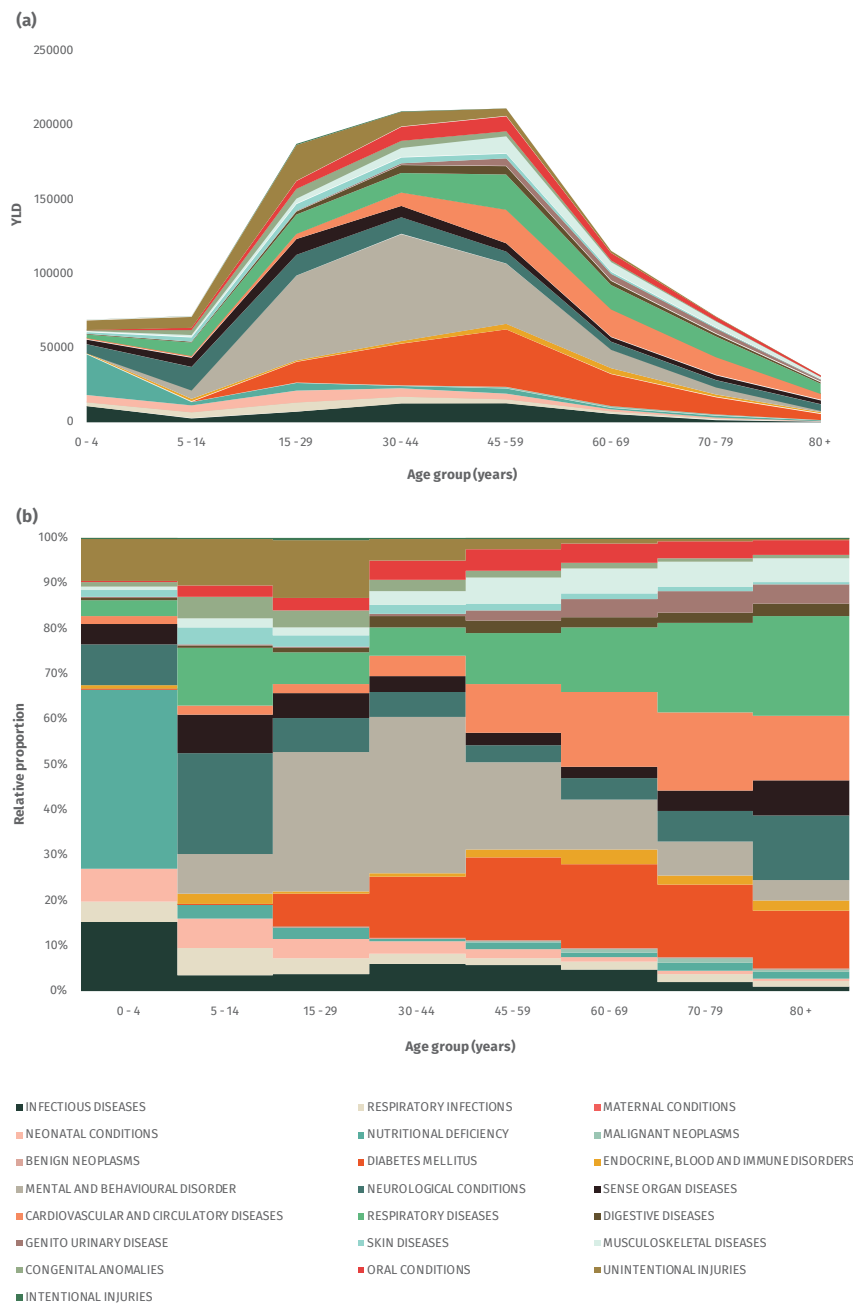 (a)
250000
200000
150000
100000
50000
0
YLD
0 - 4 5 - 14 15 - 29 30 - 44 45 - 59 60 - 69 70 - 79 80 +
Age group (years)
(b)
100%
90%
80%
70%
60%
50%
40%
30%
20%
10%
0%
Relative proportion
0 - 4 5 - 14 15 - 29 30 - 44 45 - 59 60 - 69 70 - 79 80 +
Age group (years)
INFECTIOUS DISEASES RESPIRATORY INFECTIONS MATERNAL CONDITIONS
NEONATAL CONDITIONS NUTRITIONAL DEFICIENCY MALIGNANT NEOPLASMS
BENIGN NEOPLASMS DIABETES MELLITUS ENDOCRINE, BLOOD AND IMMUNE DISORDERS
MENTAL AND BEHAVIOURAL DISORDER NEUROLOGICAL CONDITIONS SENSE ORGAN DISEASES
CARDIOVASCULAR AND CIRCULATORY DISEASES RESPIRATORY DISEASES DIGESTIVE DISEASES
GENITO URINARY DISEASE SKIN DISEASES MUSCULOSKELETAL DISEASES
CONGENITAL ANOMALIES ORAL CONDITIONS UNINTENTIONAL INJURIES
INTENTIONAL INJURIES